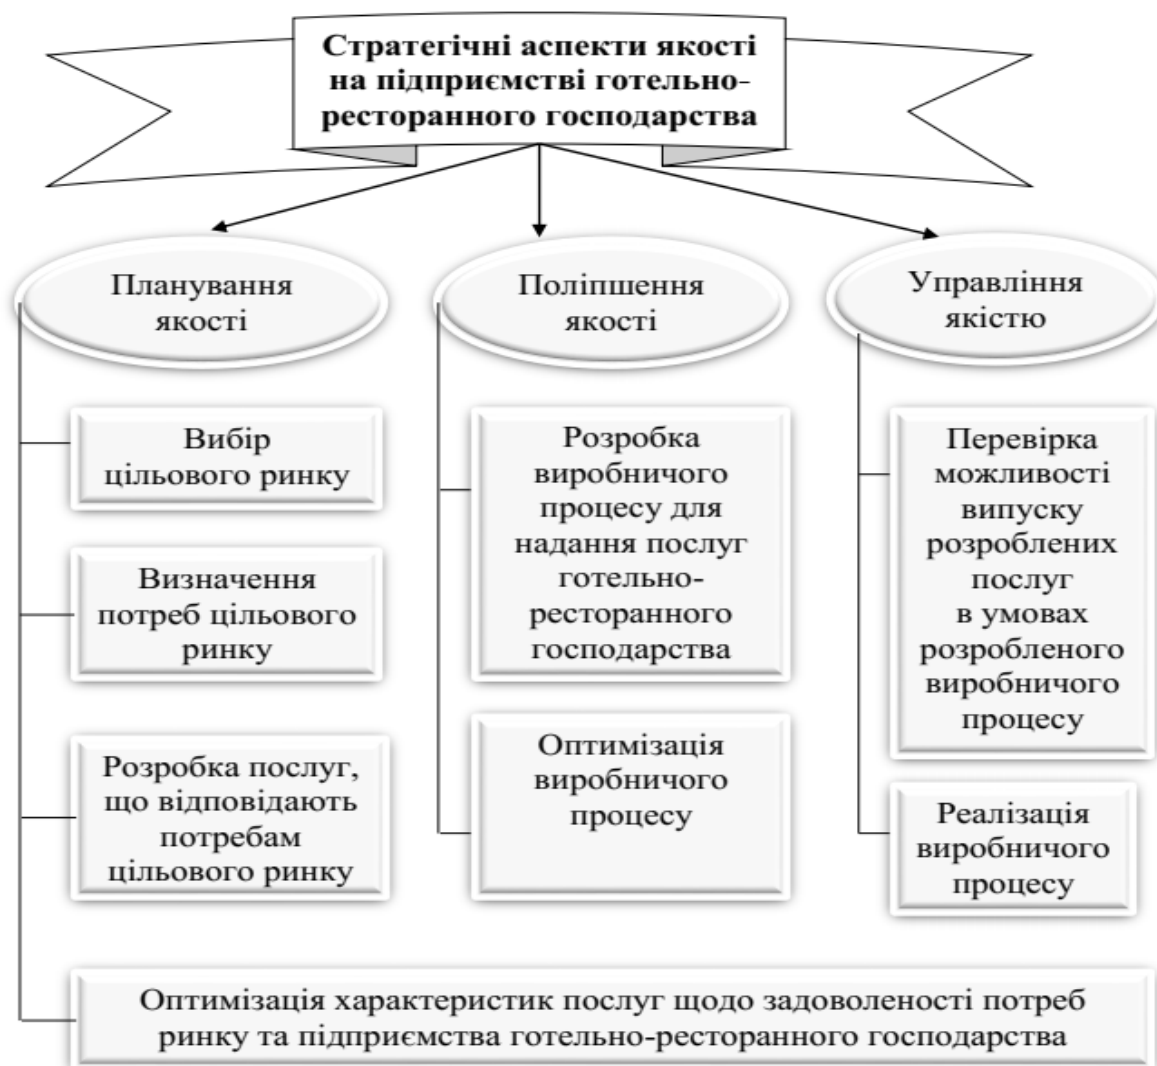 Стратегічні аспекти якості
на підприємстві готельно-
ресторанного господарства
Планування
якості
Вибір
цільового ринку
Визначення
потреб цільового
ринку
Розробка послуг,
що відповідають
потребам
цільового ринку
Поліпшення
якості
Розробка
виробничого
процесу для
надання послуг
готельно-
ресторанного
господарства
Оптимізація
виробничого
процесу
Управління
якістю
Перевірка
можливості
випуску
розроблених
послуг
в умовах
розробленого
виробничого
процесу
Реалізація
виробничого
процесу
Оптимізація характеристик послуг щодо задоволеності потреб
ринку та підприємства готельно-ресторанного господарства